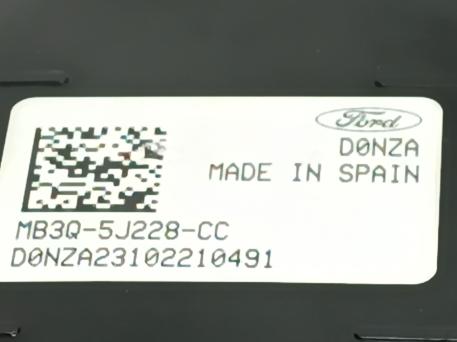 Ford
D0NZA
MADE IN SPAIN
MB3Q-5J228-CC
D0NZA23102210491